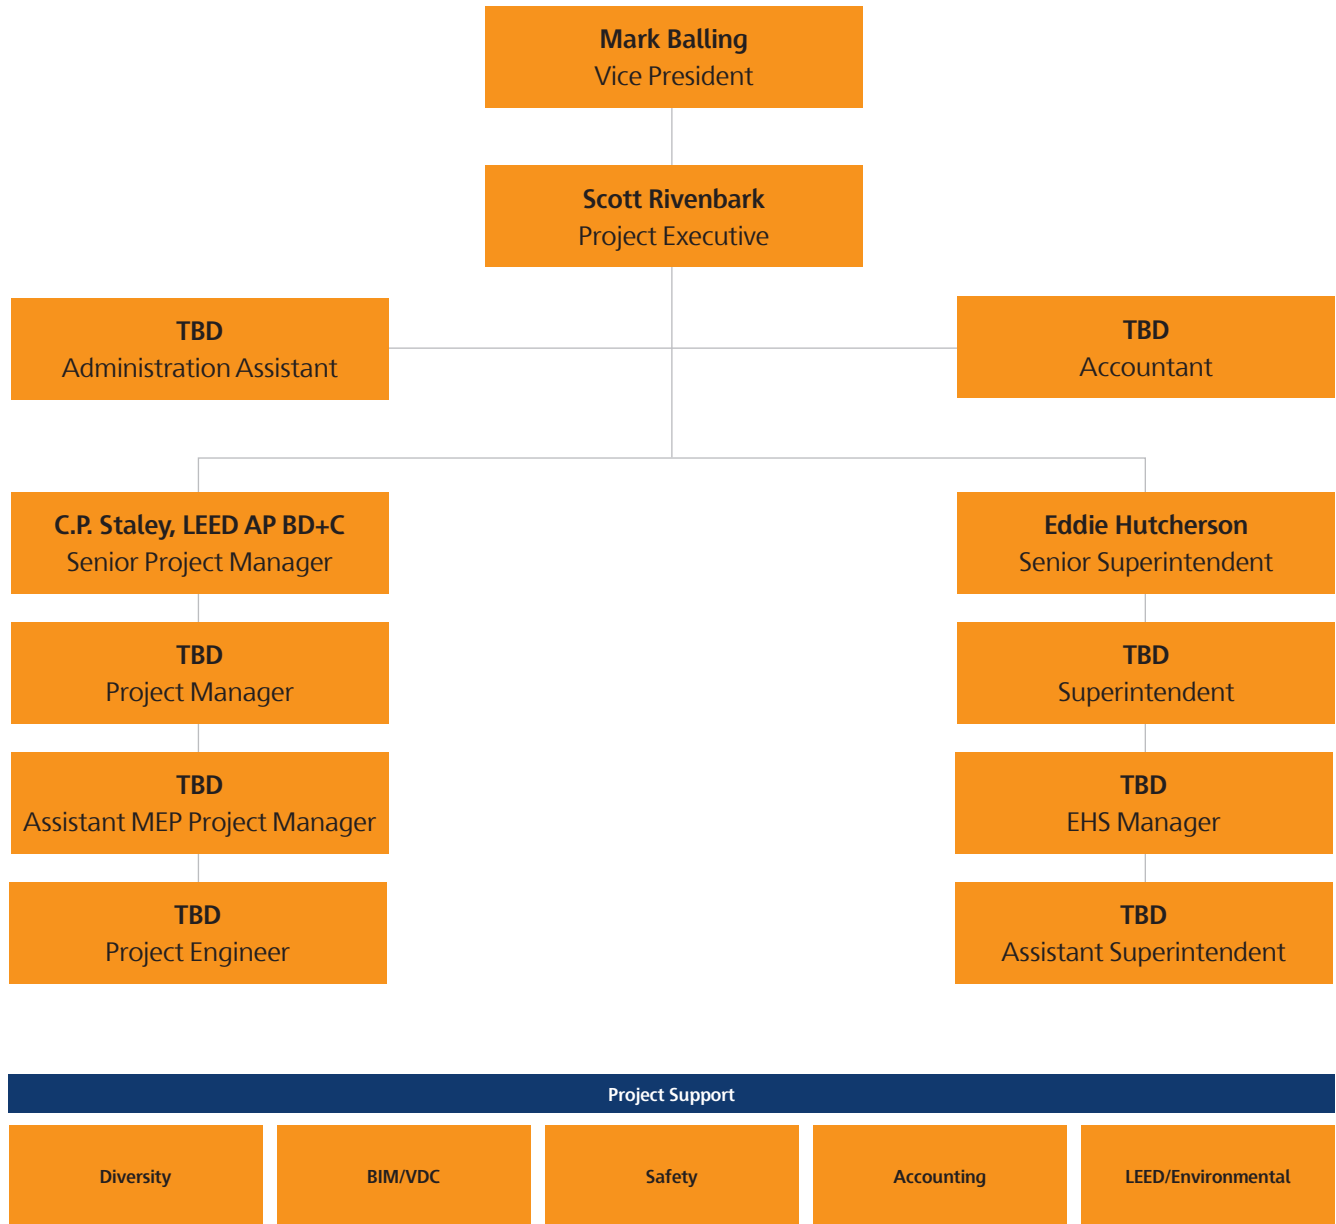 Mark Balling
Vice President
Scott Rivenbark
Project Executive
TBD
Administration Assistant
TBD
Accountant
C.P. Staley, LEED AP BD+C
Senior Project Manager
Eddie Hutcherson
Senior Superintendent
TBD
Project Manager
TBD
Superintendent
TBD
Assistant MEP Project Manager
TBD
EHS Manager
TBD
Project Engineer
TBD
Assistant Superintendent
Project Support
Diversity
BIM/VDC
Safety
Accounting
LEED/Environmental